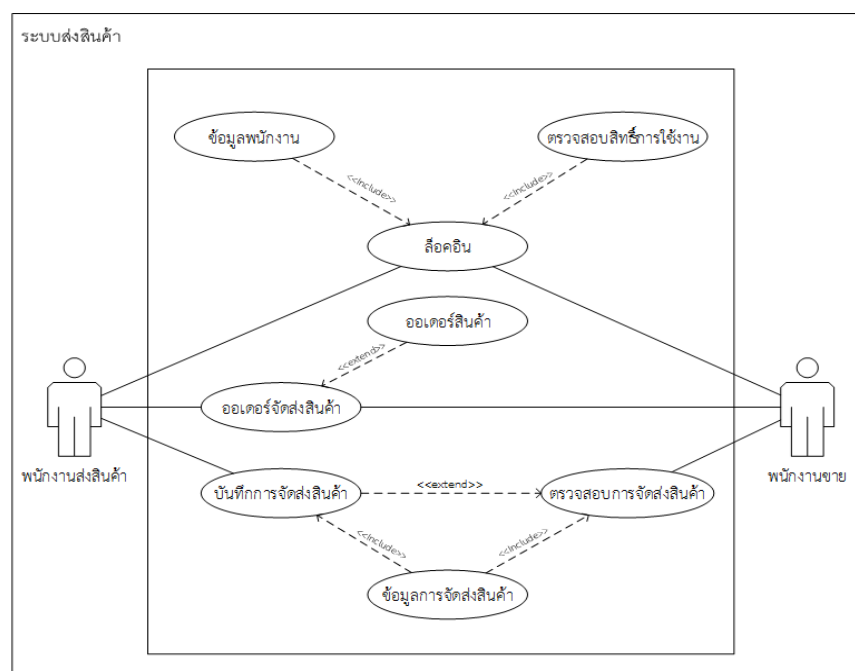 ระบบส่งสินค้า
ข้อมูลพนักงาน
ตรวจสอบสิทธิ์การใช้งาน
<<include>>
<<include>>
ล็อคอิน
ออเดอร์สินค้า
<<extend>>
ออเดอร์จัดส่งสินค้า
พนักงานส่งสินค้า
พนักงานขาย
บันทึกการจัดส่งสินค้า
<<extend>>
ตรวจสอบการจัดส่งสินค้า
<<include>>
<<include>>
ข้อมูลการจัดส่งสินค้า